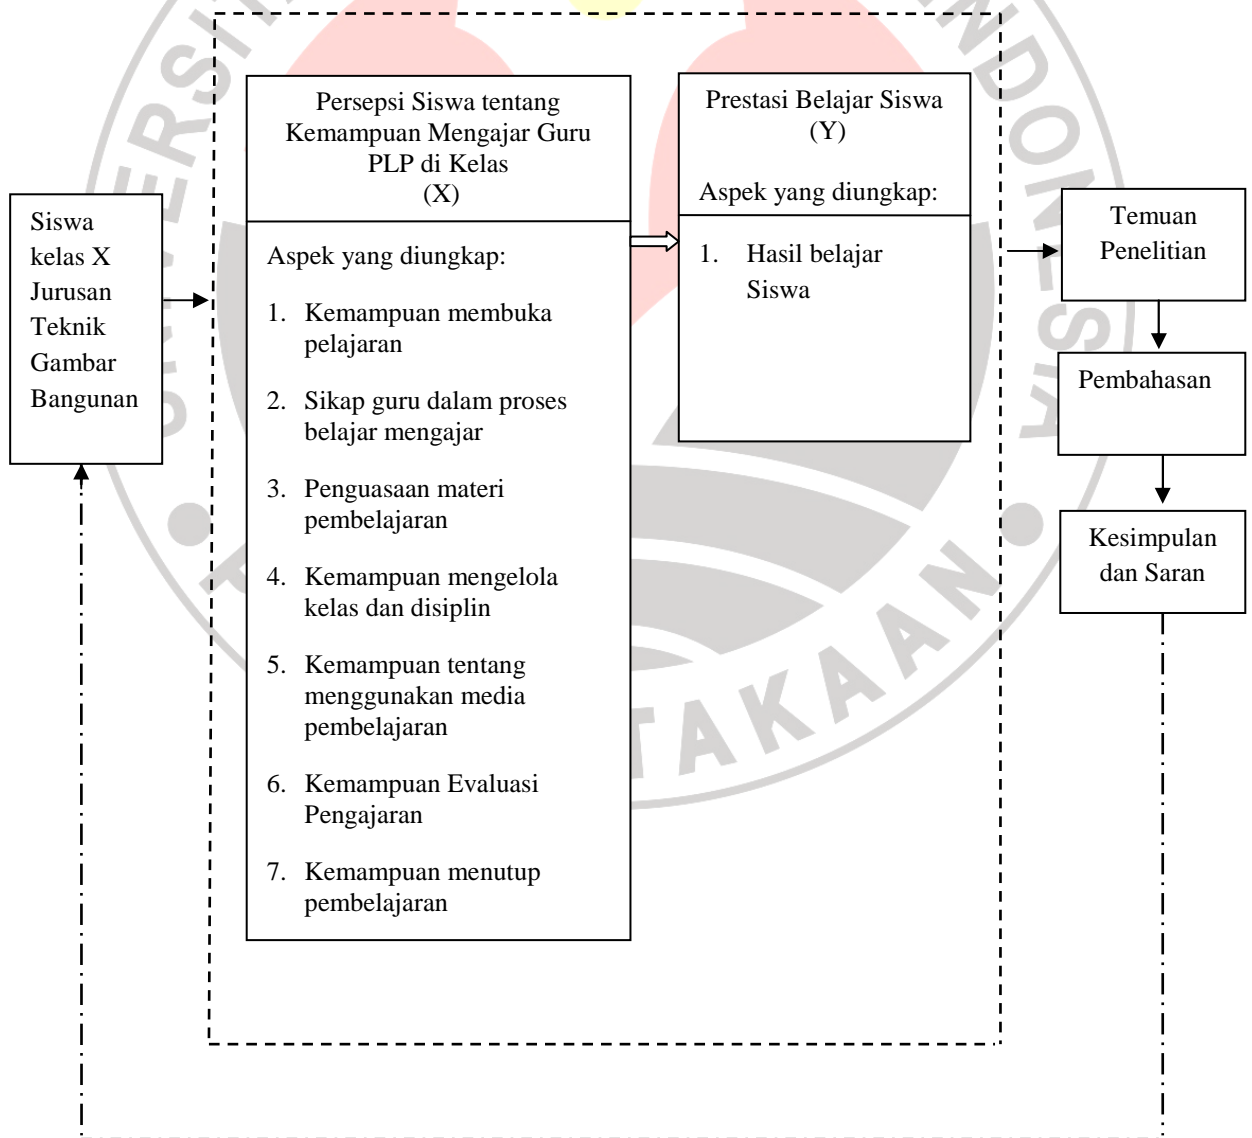 Siswa
kelas X
Jurusan
Teknik
Gambar
Bangunan
Persepsi Siswa tentang
Kemampuan Mengajar Guru
PLP di Kelas
(X)
Aspek yang diungkap:
1. Kemampuan membuka
pelajaran
2. Sikap guru dalam proses
belajar mengajar
3. Penguasaan materi
pembelajaran
4. Kemampuan mengelola
kelas dan disiplin
5. Kemampuan tentang
menggunakan media
pembelajaran
6. Kemampuan Evaluasi
Pengajaran
7. Kemampuan menutup
pembelajaran
Prestasi Belajar Siswa
(Y)
Aspek yang diungkap:
1. Hasil belajar
Siswa
Temuan
Penelitian
Pembahasan
Kesimpulan
dan Saran